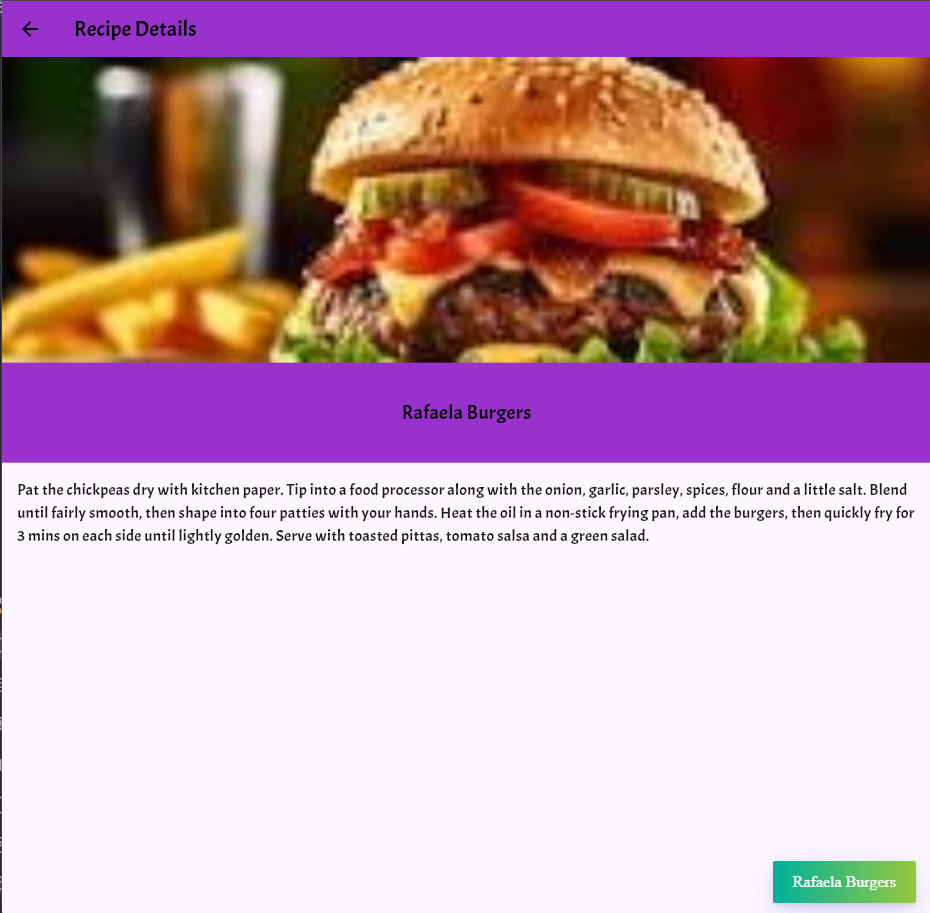 Recipe Details
Rafaela Burgers
Pat the chickpeas dry with kitchen paper. Tip into a food processor along with the onion, garlic, parsley, spices, flour and a little salt. Blend
until fairly smooth, then shape into four patties with your hands. Heat the oil in a non-stick frying pan, add the burgers, then quickly fry for
3 mins on each side until lightly golden. Serve with toasted pittas, tomato salsa and a green salad.
Rafaela Burgers